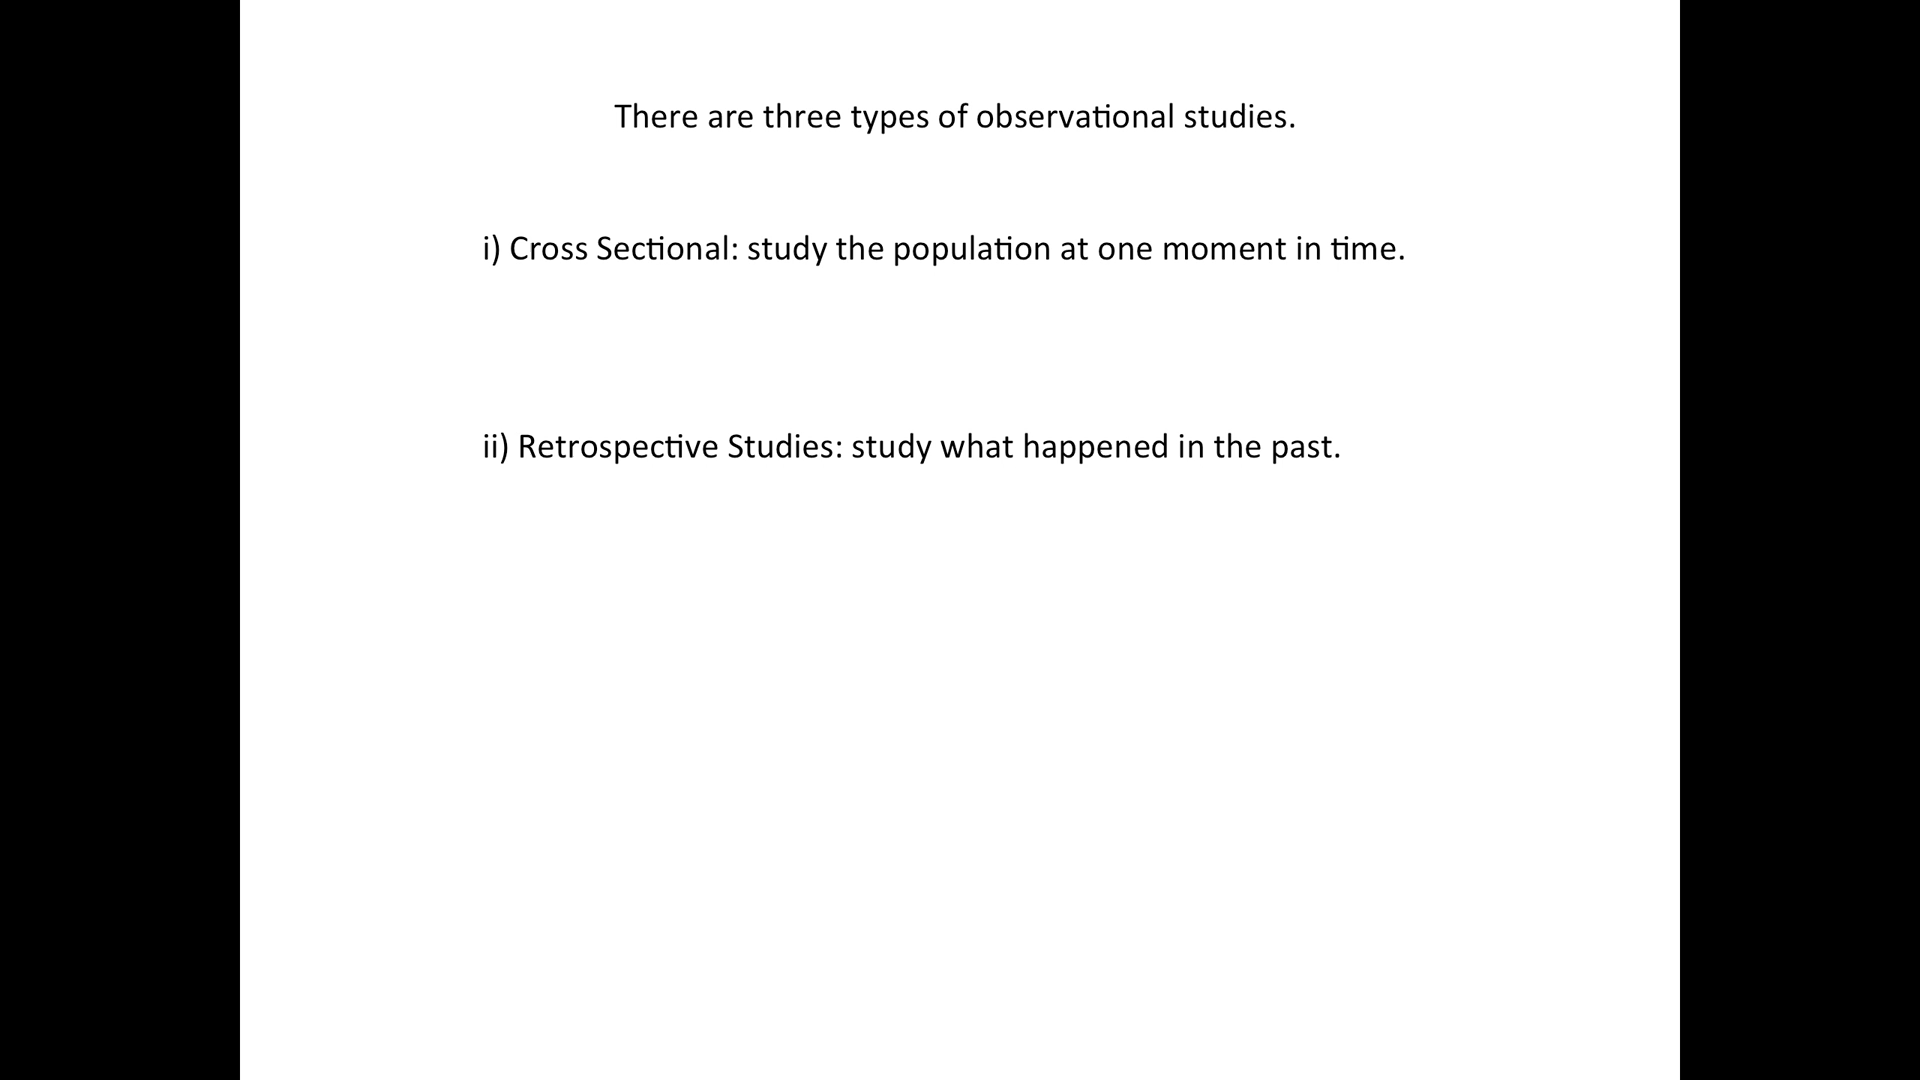 There are three types of observational studies.
i) Cross Sectional: study the population at one moment in time.
ii) Retrospective Studies: study what happened in the past.